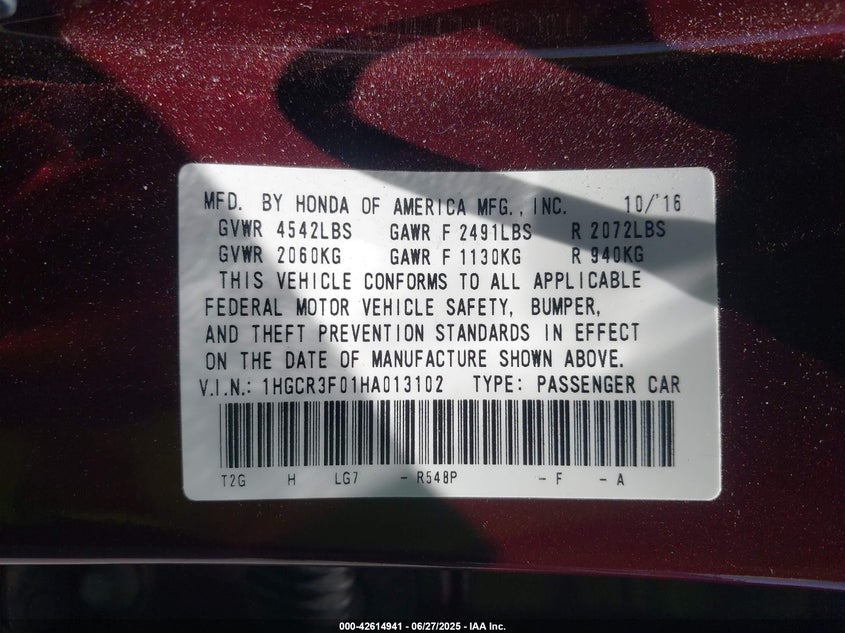 MFD. BY HONDA OF AMERICA MFG., INC. 10/'16
GVWR 4542LBS GAWR F 2491LBS R 2072LBS
GVWR 2060KG GAWR F 1130KG R 940KG
THIS VEHICLE CONFORMS TO ALL APPLICABLE
FEDERAL MOTOR VEHICLE SAFETY, BUMPER,
AND THEFT PREVENTION STANDARDS IN EFFECT
ON THE DATE OF MANUFACTURE SHOWN ABOVE.
V.I.N.: 1HGCR3F01HA013102 TYPE: PASSENGER CAR
T2G H LG7 - R548P - F - A
000-42614941 - 06/27/2025 - IAA Inc.